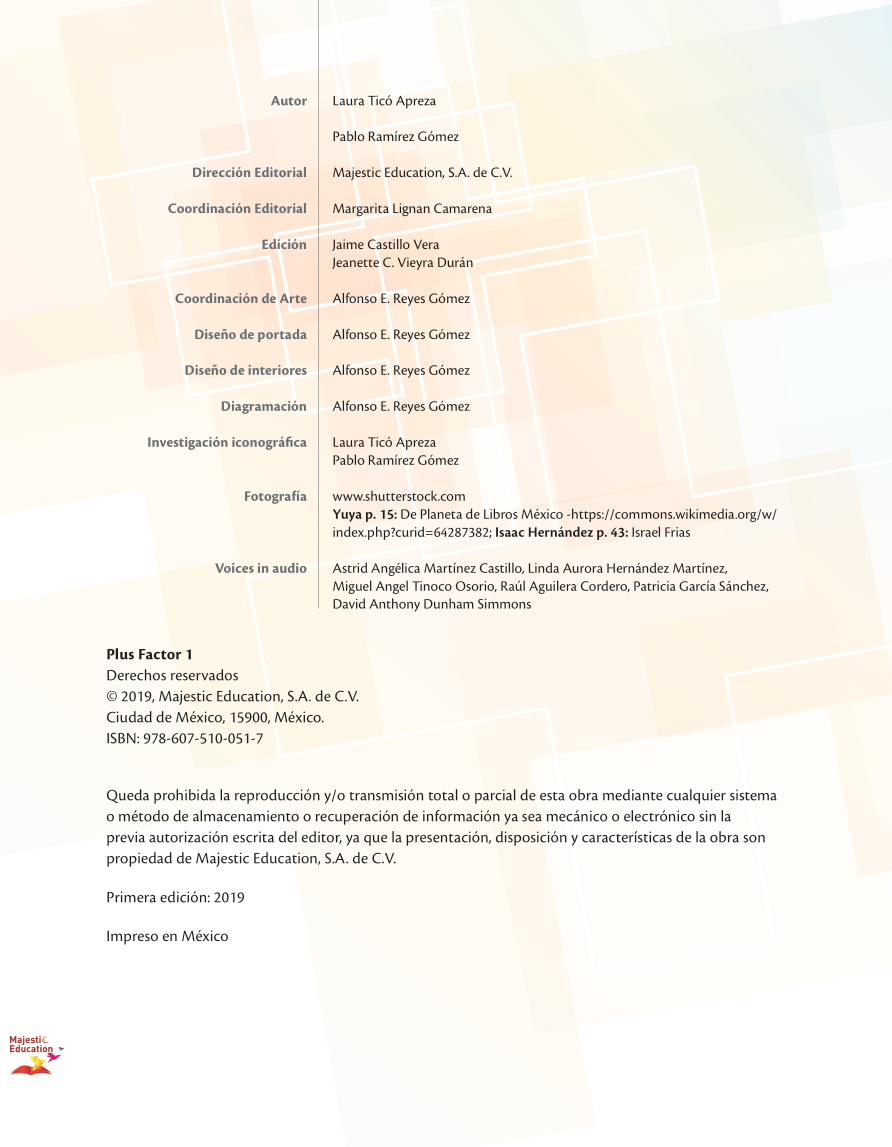 Autor Laura Ticó Apreza
Pablo Ramírez Gómez
Dirección Editorial Majestic Education, S.A. de C.V.
Coordinación Editorial Margarita Lignan Camarena
Edición Jaime Castillo Vera
Jeanette C. Vieyra Durán
Coordinación de Arte Alfonso E. Reyes Gómez
Diseño de portada Alfonso E. Reyes Gómez
Diseño de interiores Alfonso E. Reyes Gómez
Diagramación Alfonso E. Reyes Gómez
Investigación iconográfica Laura Ticó Apreza
Pablo Ramírez Gómez
Fotografía www.shutterstock.com
Yuya p. 15: De Planeta de Libros México -https://commons.wikimedia.org/w/
index.php?curid=64287382; Isaac Hernández p. 43: Israel Frias
Voices in audio Astrid Angélica Martínez Castillo, Linda Aurora Hernández Martínez,
Miguel Angel Tinoco Osorio, Raúl Aguilera Cordero, Patricia García Sánchez,
David Anthony Dunham Simmons
Plus Factor 1
Derechos reservados
© 2019, Majestic Education, S.A. de C.V.
Ciudad de México, 15900, México.
ISBN: 978-607-510-051-7
Queda prohibida la reproducción y/o transmisión total o parcial de esta obra mediante cualquier sistema
o método de almacenamiento o recuperación de información ya sea mecánico o electrónico sin la
previa autorización escrita del editor, ya que la presentación, disposición y características de la obra son
propiedad de Majestic Education, S.A. de C.V.
Primera edición: 2019
Impreso en México
Majestic
Education